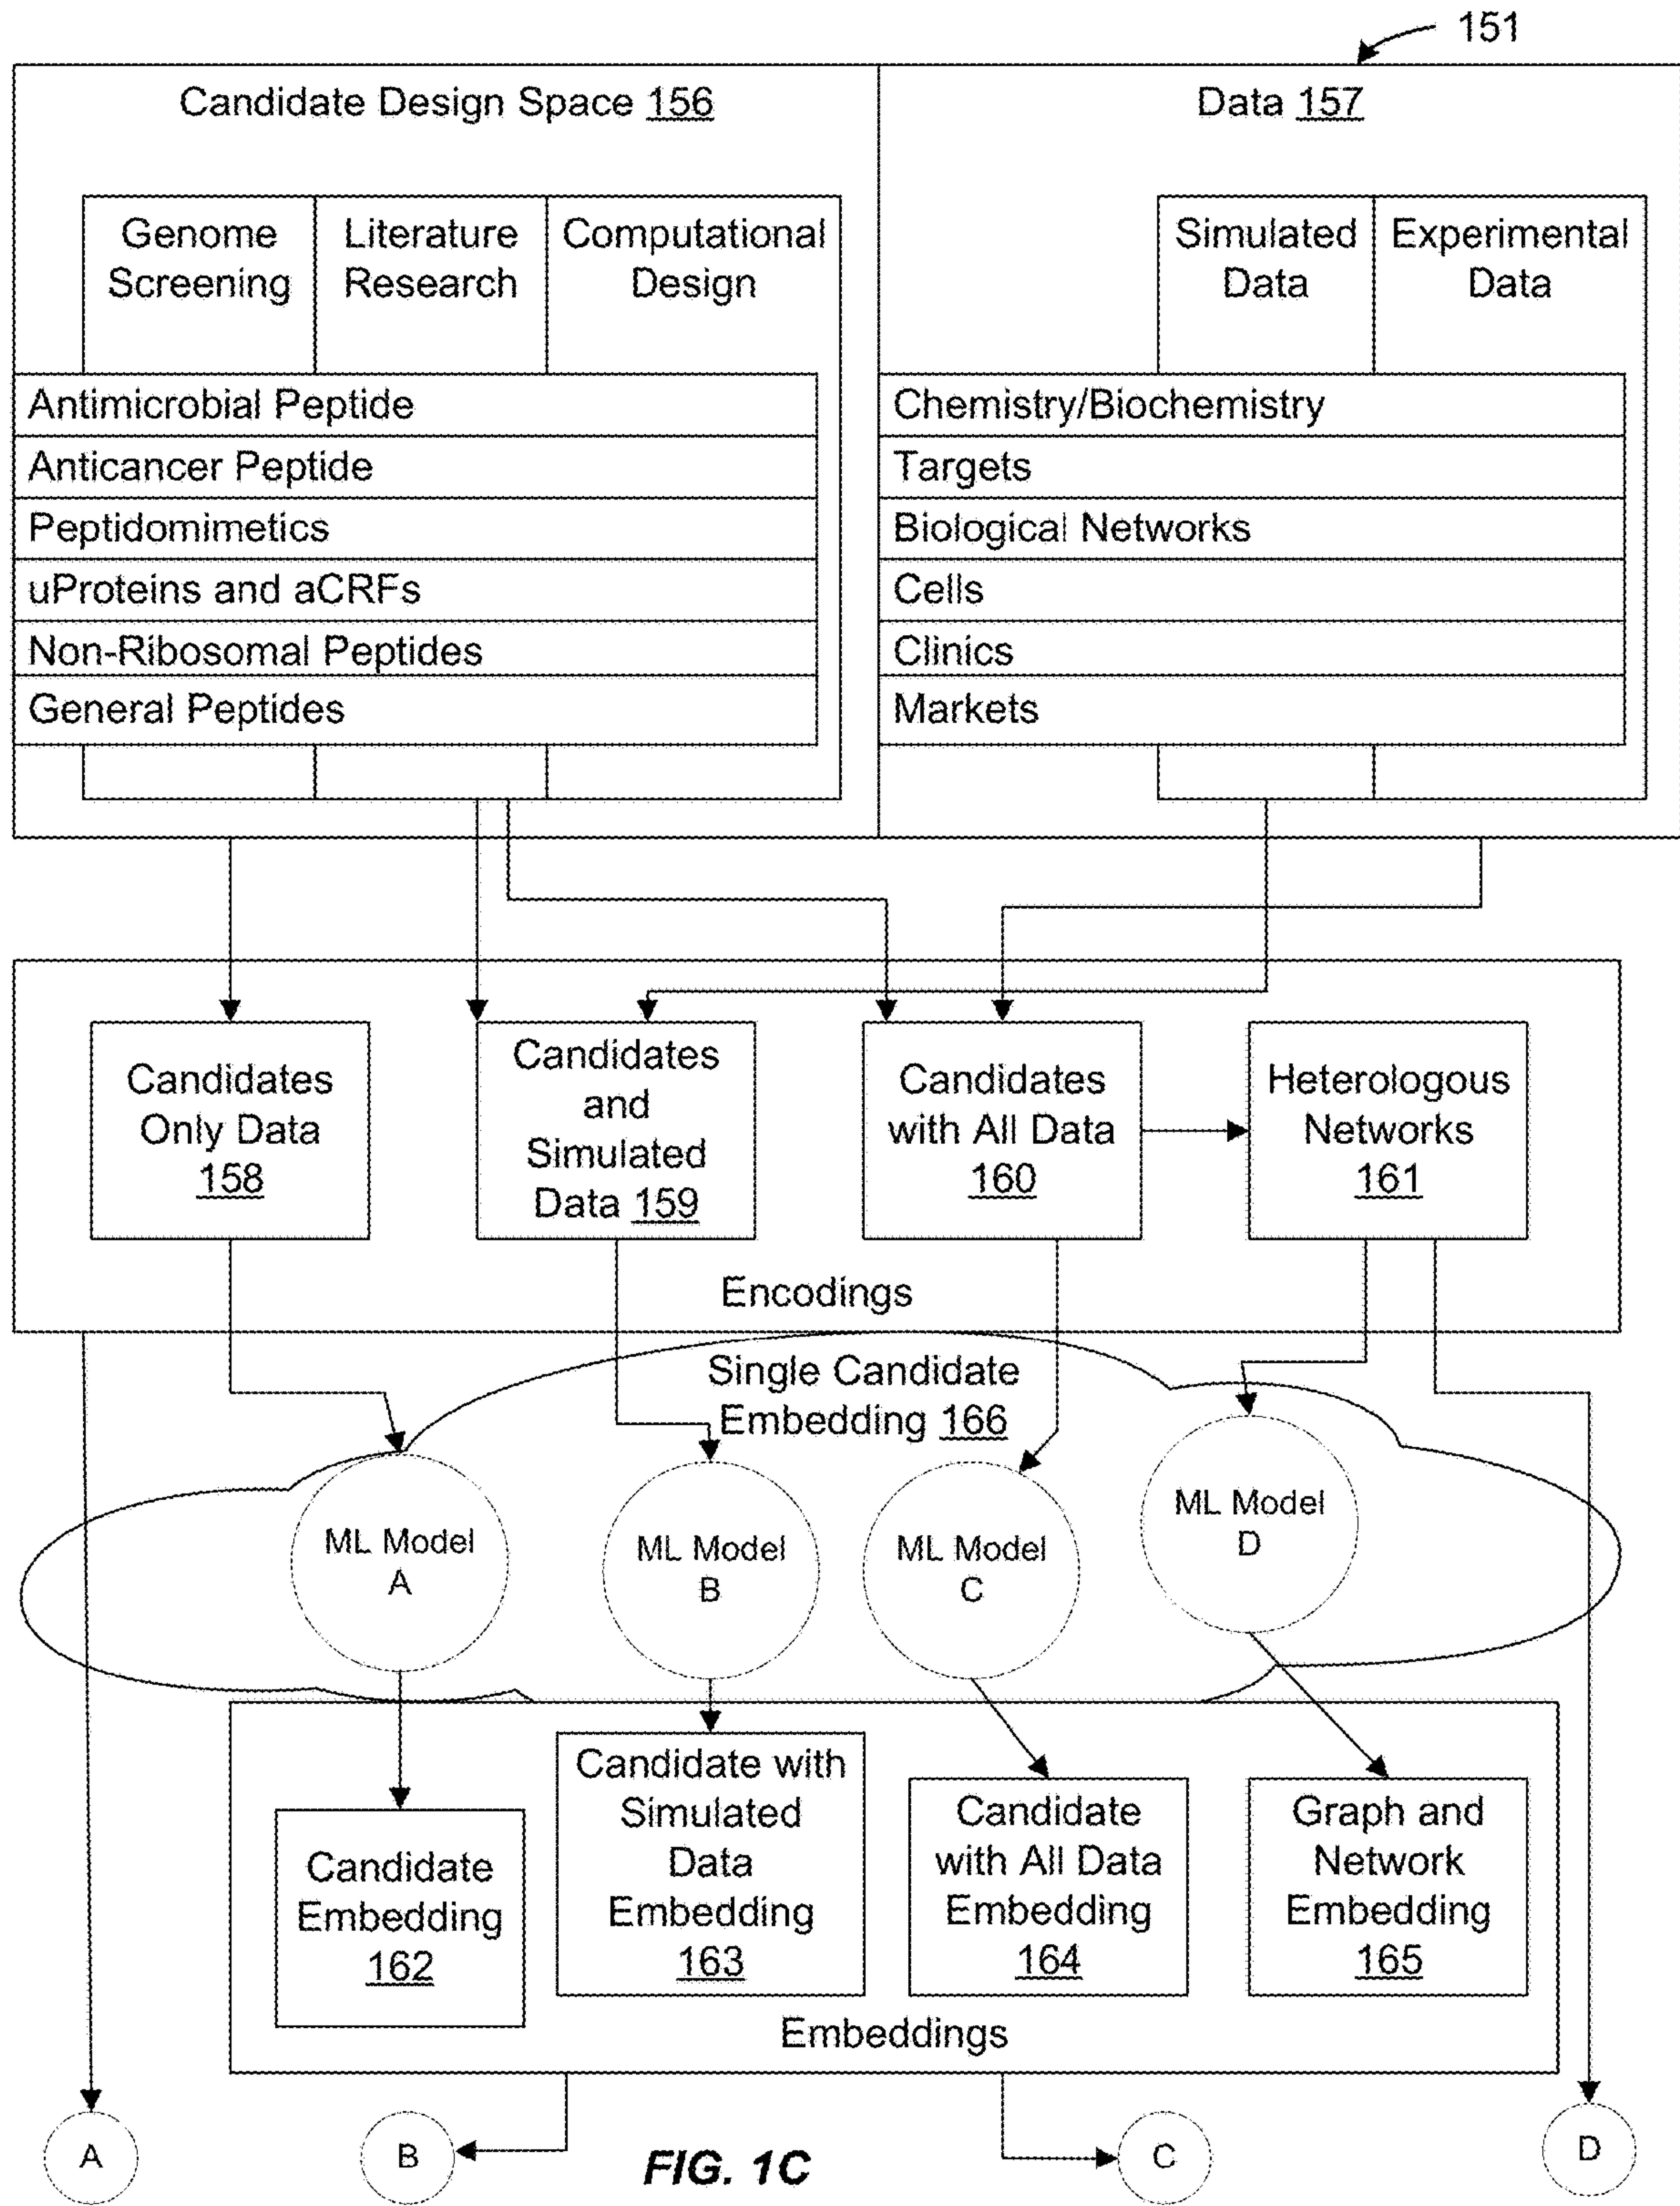 151
Candidate Design Space 156
Data 157
Genome
Screening
Literature
Research
Computational
Design
Simulated
Data
Experimental
Data
Antimicrobial Peptide
Anticancer Peptide
Peptidomimetics
uProteins and aCRFs
Non-Ribosomal Peptides
General Peptides
Chemistry/Biochemistry
Targets
Biological Networks
Cells
Clinics
Markets
Candidates
Only Data
158
Candidates
and
Simulated
Data 159
Candidates
with All Data
160
Heterologous
Networks
161
Encodings
Single Candidate
Embedding 166
ML Model
A
ML Model
B
ML Model
C
ML Model
D
Candidate
Embedding
162
Candidate with
Simulated
Data
Embedding
163
Candidate
with All Data
Embedding
164
Graph and
Network
Embedding
165
Embeddings
A
B
C
D
FIG. 1C